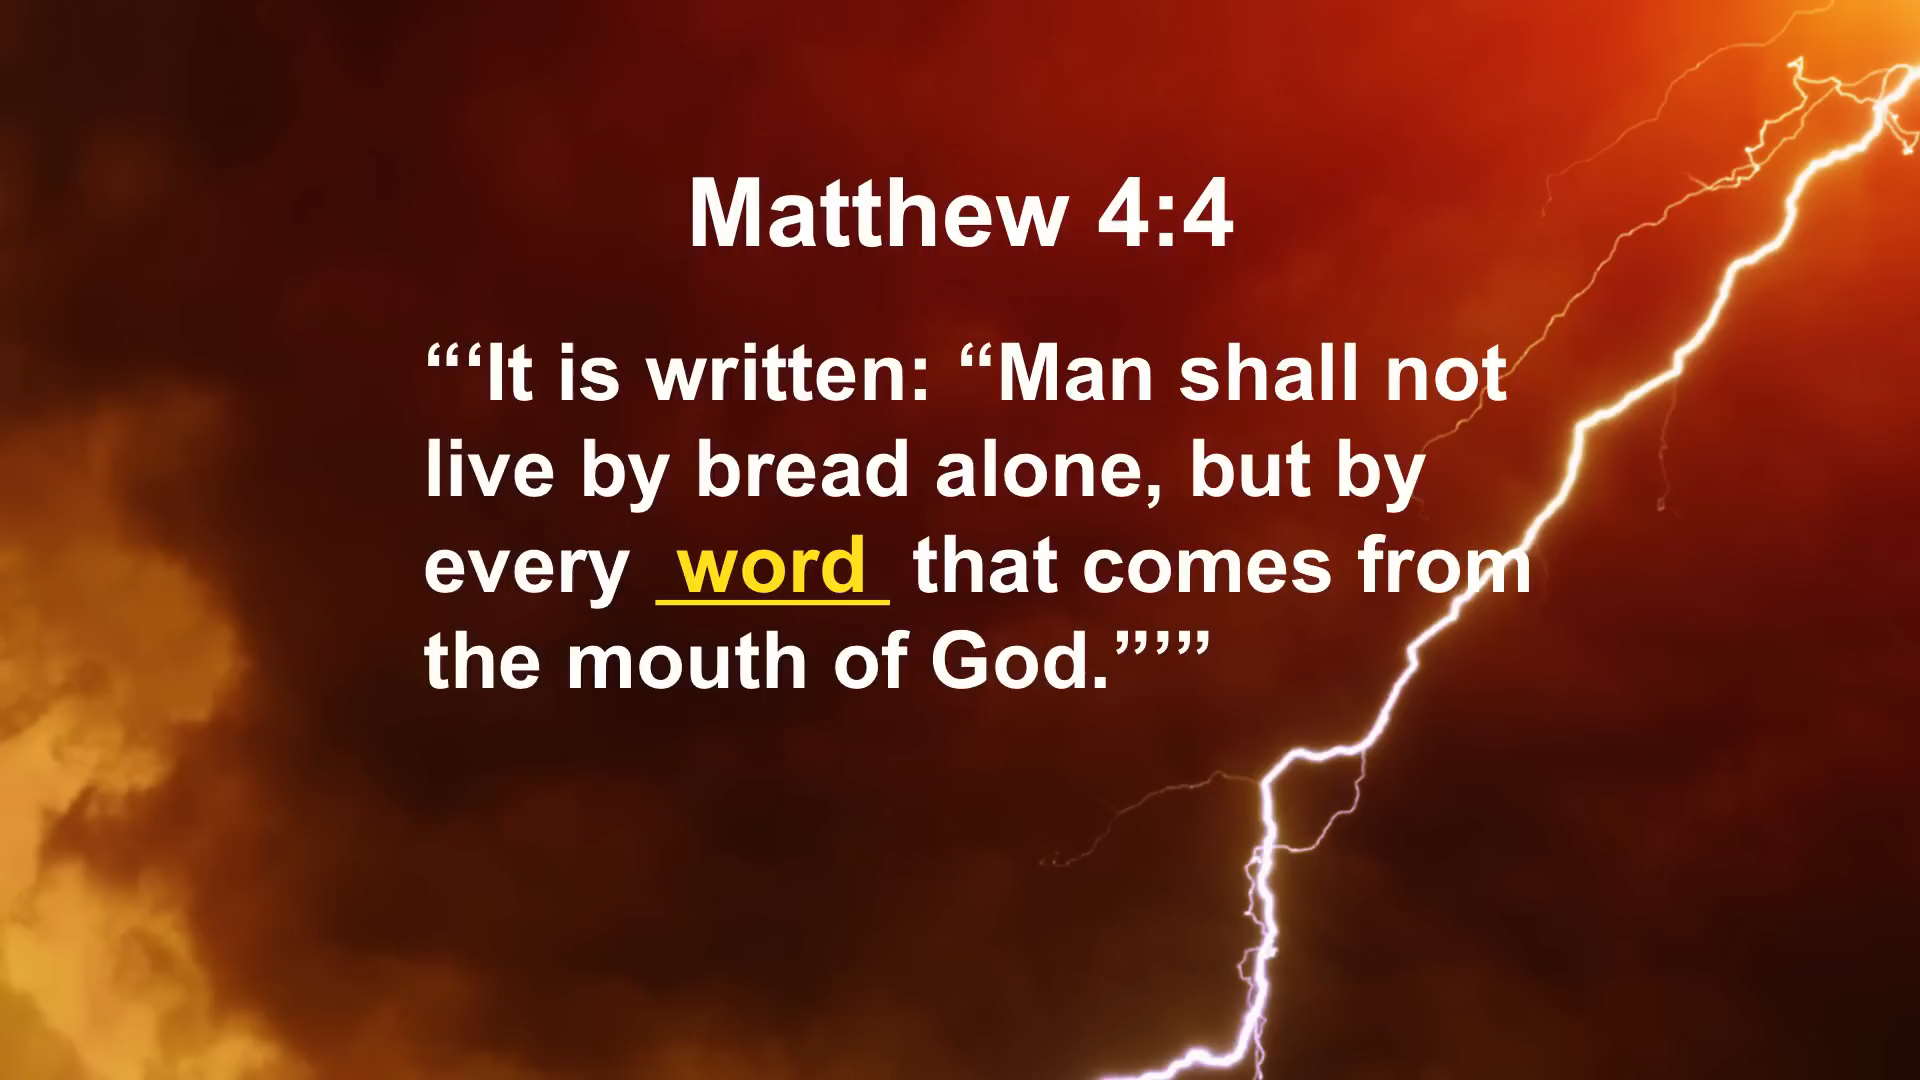 Matthew 4:4
“‘It is written: “Man shall not
live by bread alone, but by
every word that comes from
the mouth of God.”’”